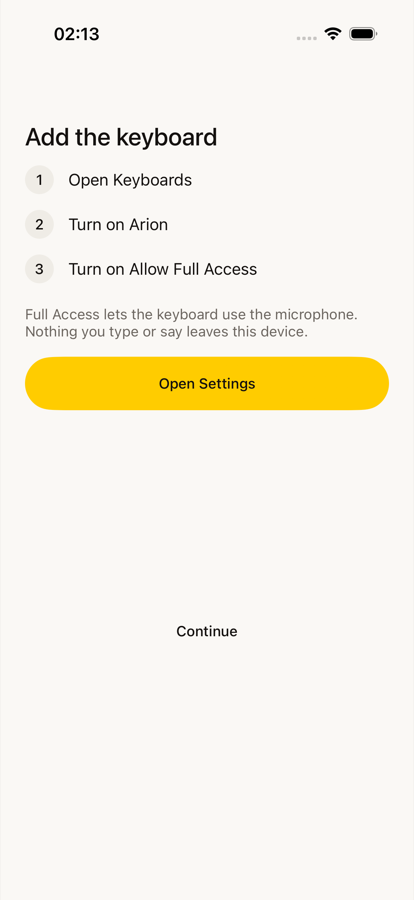 02:13
Add the keyboard
1 Open Keyboards
2 Turn on Arion
3 Turn on Allow Full Access
Full Access lets the keyboard use the microphone.
Nothing you type or say leaves this device.
Open Settings
Continue